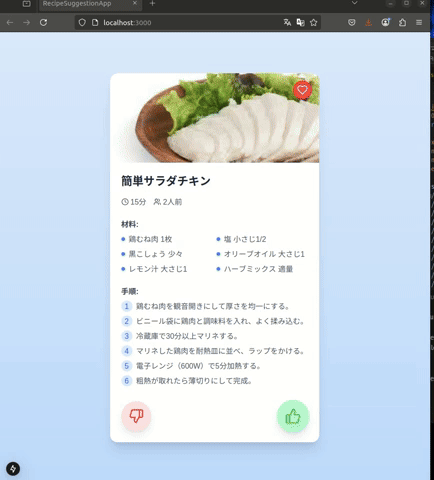 RecipeSuggestionApp
localhost:3000
簡単サラダチキン
15分 2人前
材料:
鶏むね肉 1枚
塩 小さじ1/2
黒こしょう 少々
オリーブオイル 大さじ1
レモン汁 大さじ1
ハーブミックス 適量
手順:
1 鶏むね肉を観音開きにして厚さを均一にする。
2 ビニール袋に鶏肉と調味料を入れ、よく揉み込む。
3 冷蔵庫で30分以上マリネする。
4 マリネした鶏肉を耐熱皿に並べ、ラップをかける。
5 電子レンジ（600W）で5分加熱する。
6 粗熱が取れたら薄切りにして完成。